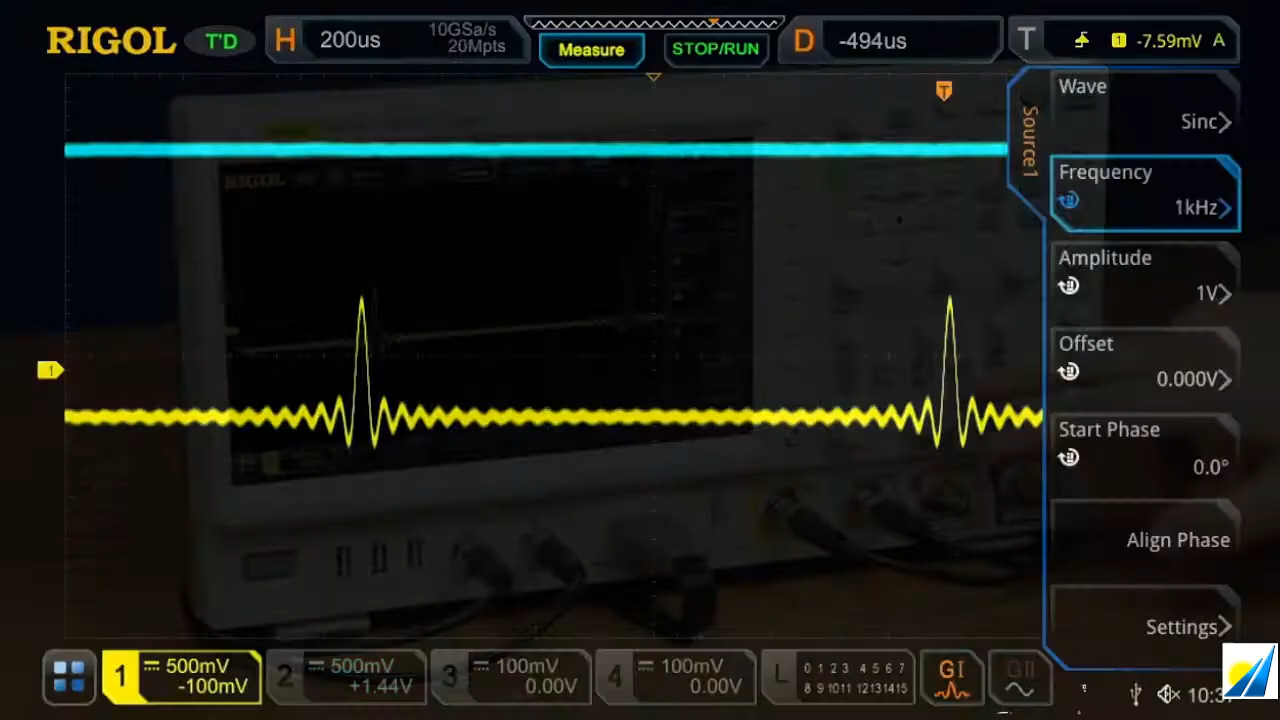 RIGOL T'D H 200us 10GSa/s 20Mpts Measure STOP/RUN D -494us T 1 -7.59mV A
T
Source1
Wave
Sinc
Frequency
1kHz
Amplitude
1V
Offset
0.000V
Start Phase
0.0°
Align Phase
Settings
1
RIGOL
1 500mV -100mV
2 500mV +1.44V
3 100mV 0.00V
4 100mV 0.00V
L 0 1 2 3 4 5 6 7
8 9 10 11 12 13 14 15
GI
GII